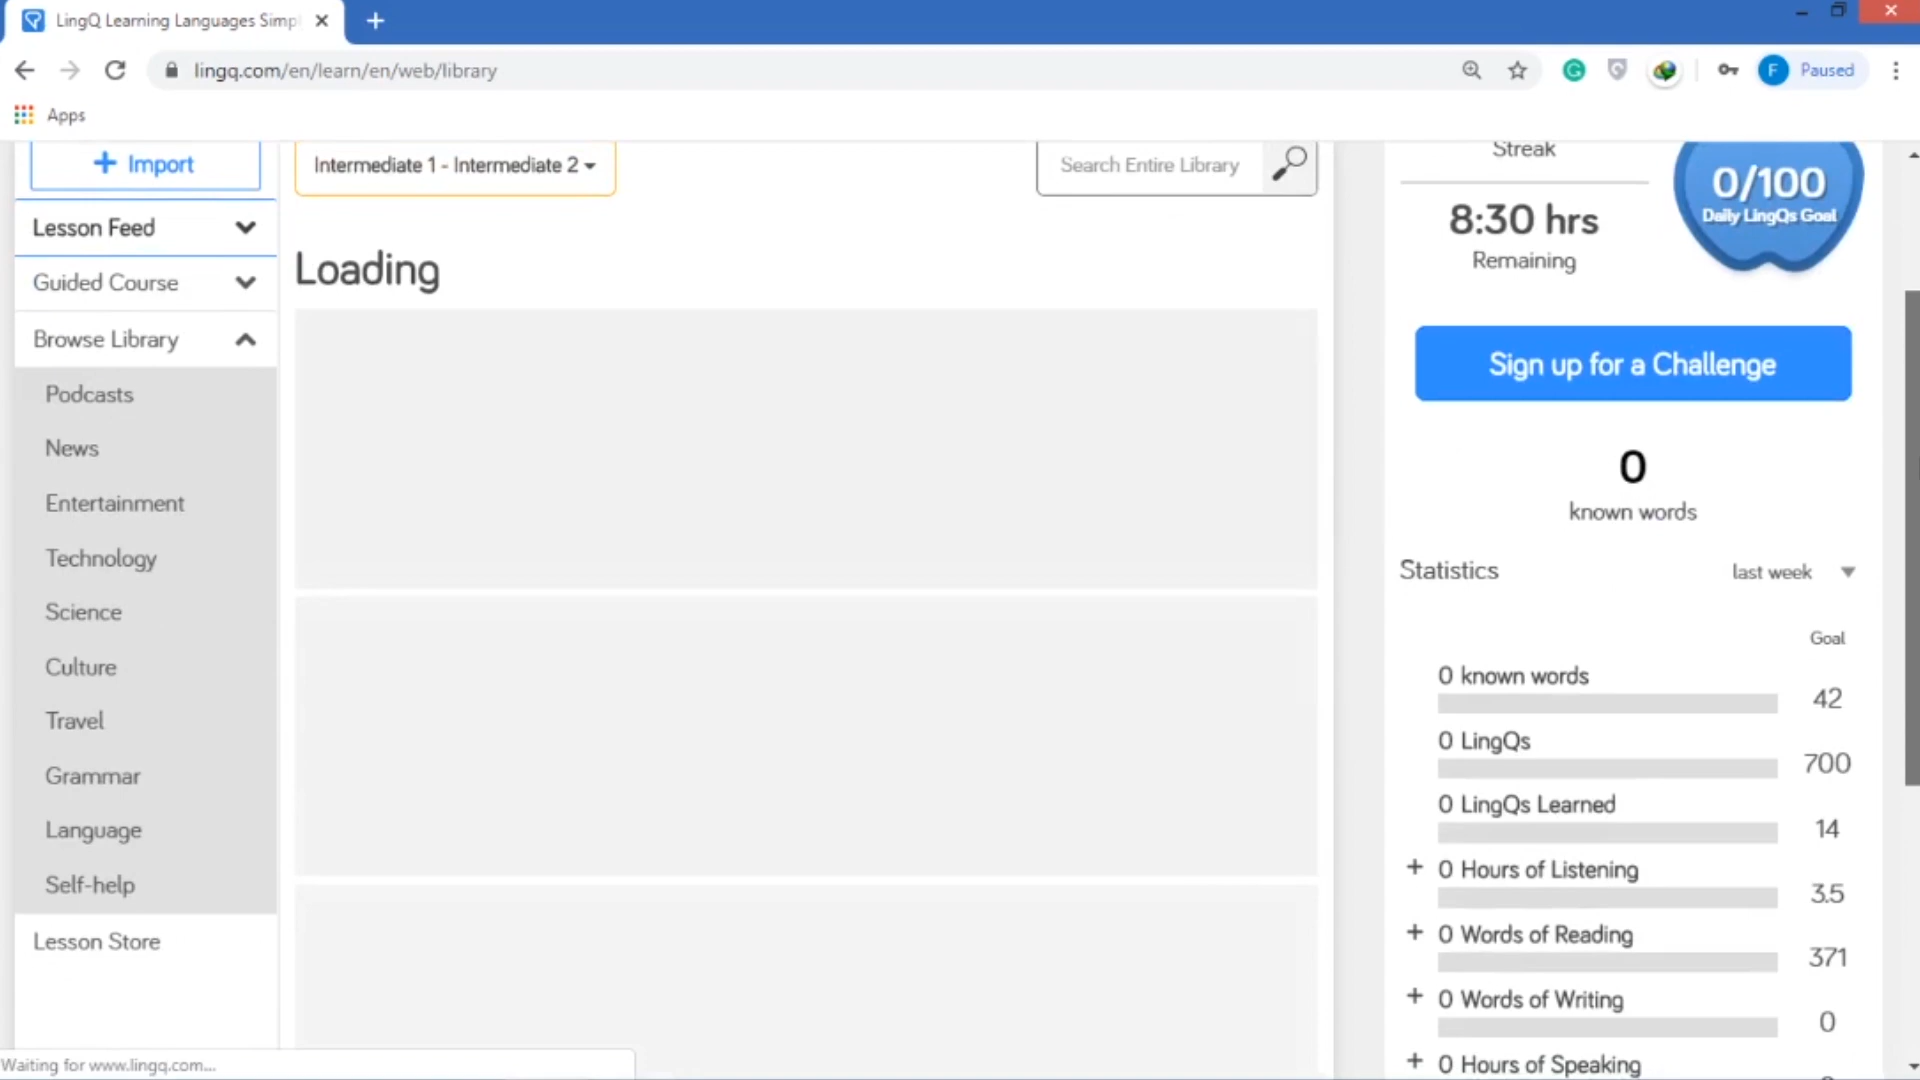 LingQ Learning Languages Simpl
lingq.com/en/learn/en/web/library
F
Paused
Apps
+ Import
Lesson Feed
Guided Course
Browse Library
Podcasts
News
Entertainment
Technology
Science
Culture
Travel
Grammar
Language
Self-help
Lesson Store
Intermediate 1 - Intermediate 2
Search Entire Library
Loading
Streak
8:30 hrs
Remaining
0/100
Daily LingQs Goal
Sign up for a Challenge
0
known words
Statistics
last week
Goal
0 known words
42
0 LingQs
700
0 LingQs Learned
14
+ 0 Hours of Listening
3.5
+ 0 Words of Reading
371
+ 0 Words of Writing
0
+ 0 Hours of Speaking
Waiting for www.lingq.com...